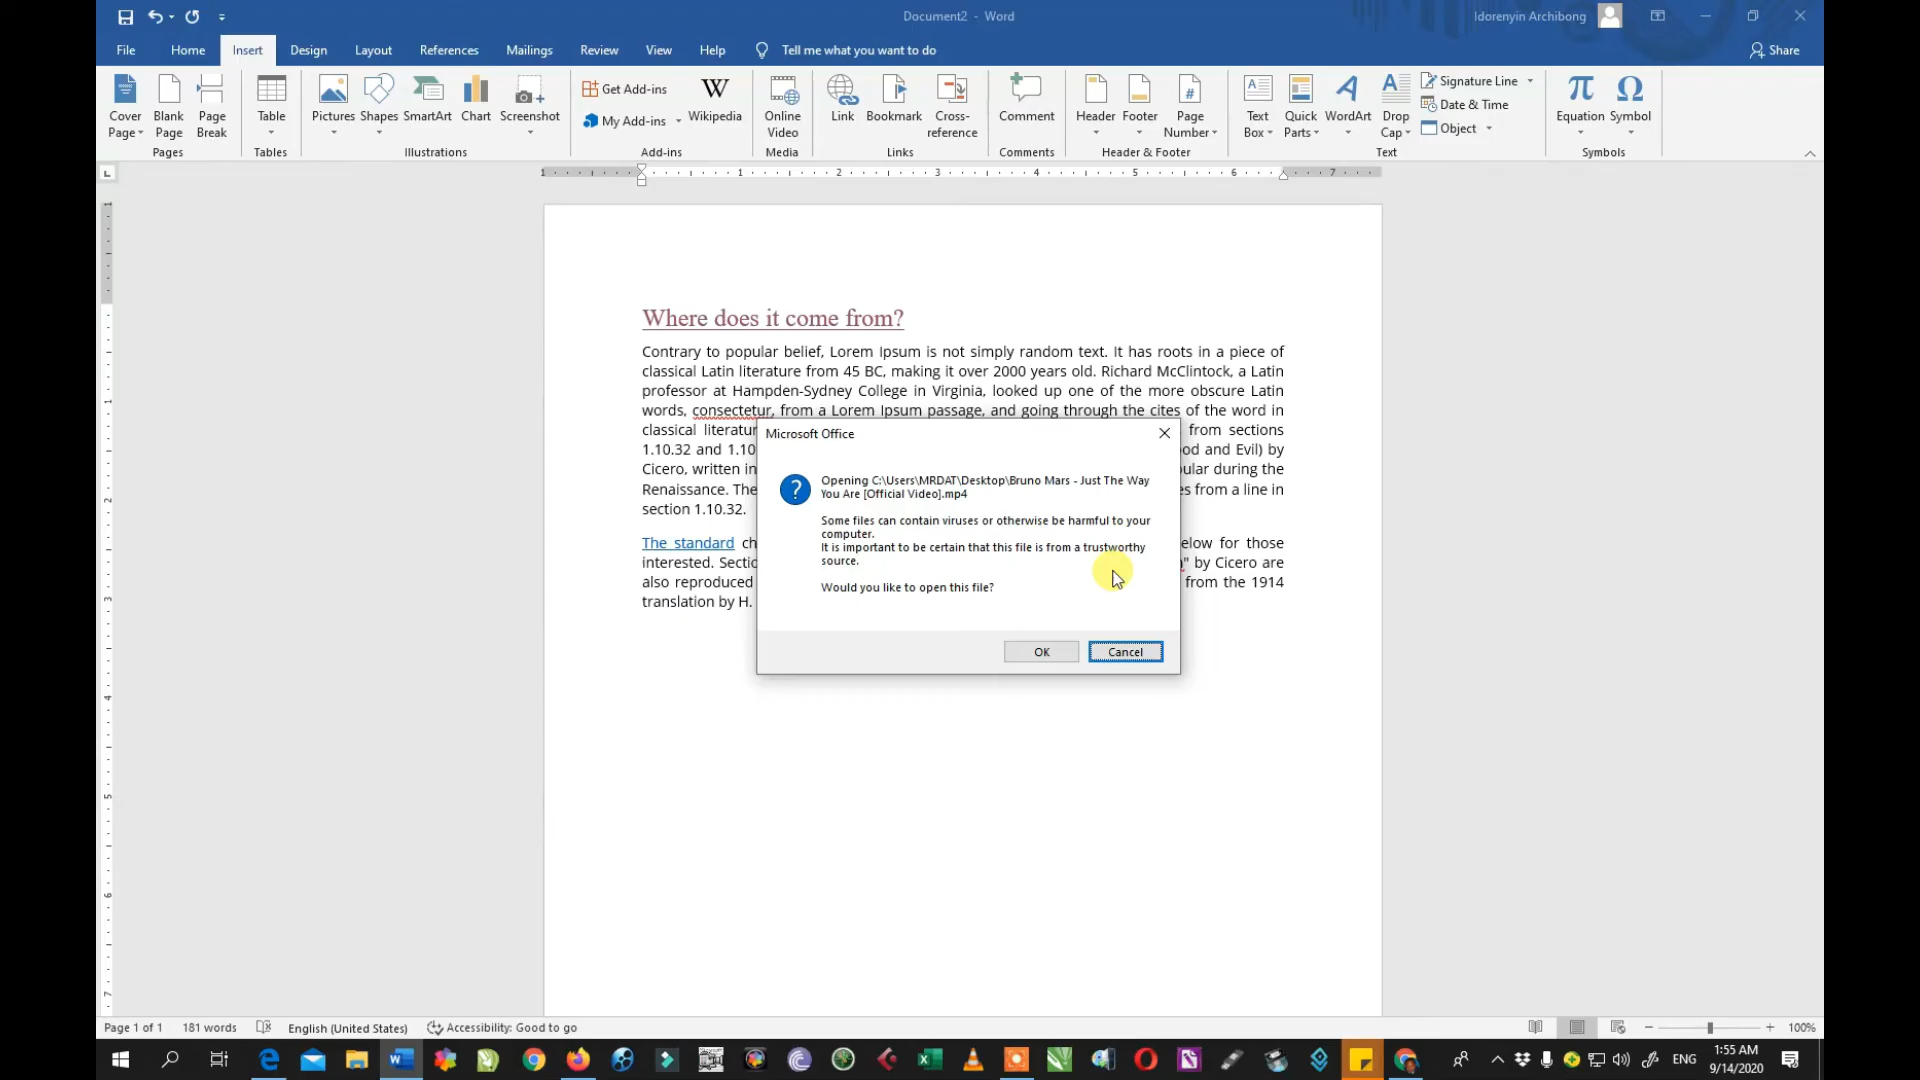 Document2 - Word
Idorenyin Archibong
File Home Insert Design Layout References Mailings Review View Help Tell me what you want to do Share
Cover Page Blank Page Page Break
Table
Pictures Shapes SmartArt Chart Screenshot
Get Add-ins
My Add-ins
W Wikipedia
Online Video
Link Bookmark Cross-reference
Comment
Header Footer Page Number
Text Box Quick Parts WordArt Drop Cap
Signature Line
Date & Time
Object
π Equation Ω Symbol
Pages Tables Illustrations Add-ins Media Links Comments Header & Footer Text Symbols
1 1 2 3 4 5 6 7
Where does it come from?
Contrary to popular belief, Lorem Ipsum is not simply random text. It has roots in a piece of
classical Latin literature from 45 BC, making it over 2000 years old. Richard McClintock, a Latin
professor at Hampden-Sydney College in Virginia, looked up one of the more obscure Latin
words, consectetur, from a Lorem Ipsum passage, and going through the cites of the word in
classical literatur from sections
1.10.32 and 1.10 od and Evil) by
Cicero, written in ular during the
Renaissance. The es from a line in
section 1.10.32.
The standard ch elow for those
interested. Sectio " by Cicero are
also reproduced from the 1914
translation by H.
Microsoft Office
Opening C:\Users\MRDAT\Desktop\Bruno Mars - Just The Way
You Are [Official Video].mp4
Some files can contain viruses or otherwise be harmful to your
computer.
It is important to be certain that this file is from a trustworthy
source.
Would you like to open this file?
OK Cancel
Page 1 of 1 181 words English (United States) Accessibility: Good to go 100%
ENG
1:55 AM
9/14/2020